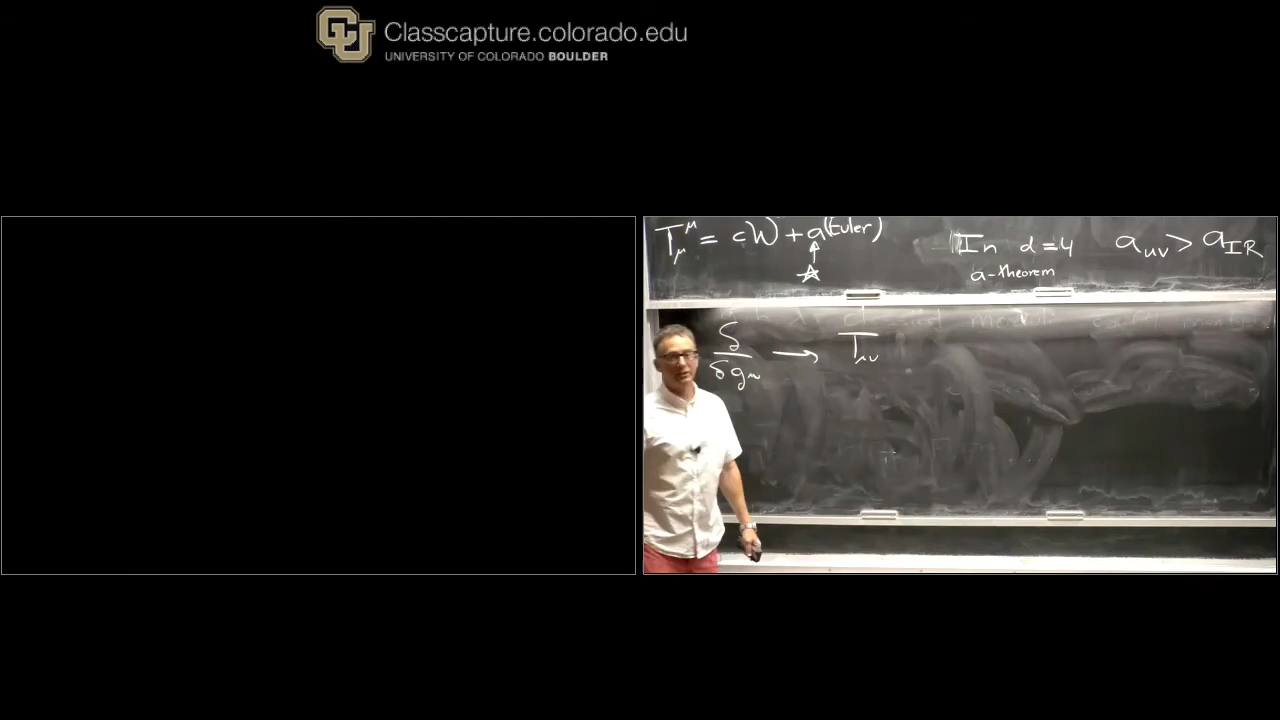 Classcapture.colorado.edu
UNIVERSITY OF COLORADO BOULDER
T_μ^μ = cW + a(Euler)
In d=4 a_UV > a_IR
a-theorem
δ/δg_μν → T_μν